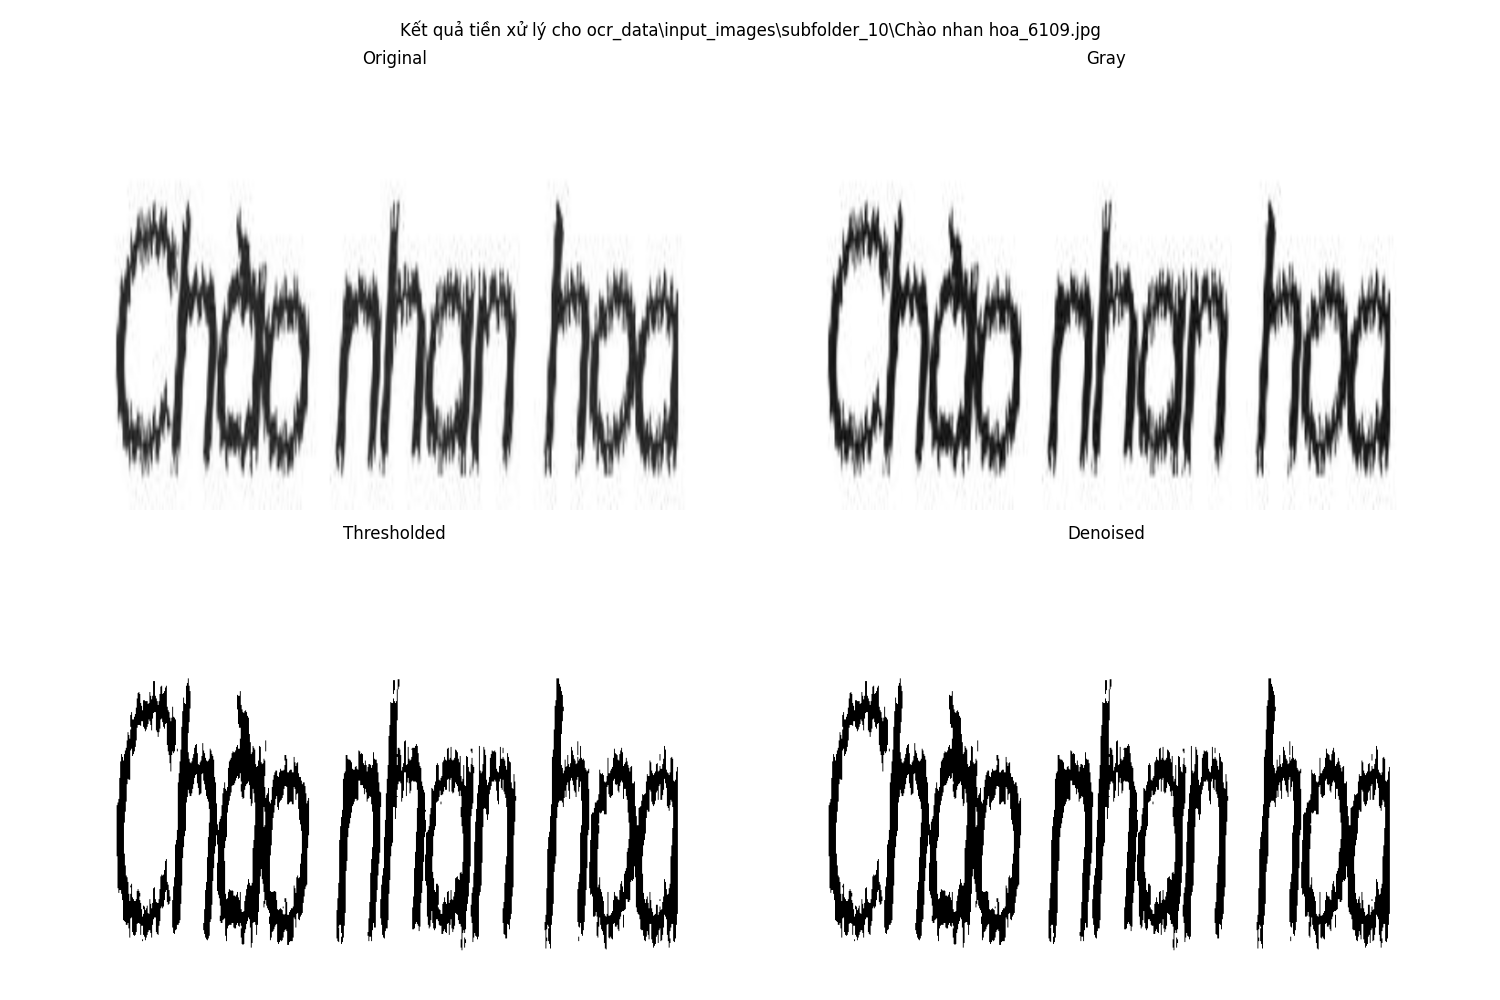 Kết quả tiền xử lý cho ocr_data\input_images\subfolder_10\Chào nhan hoa_6109.jpg
Original
Gray
Chào nhan hoa
Chào nhan hoa
Thresholded
Denoised
Chào nhan hoa
Chào nhan hoa